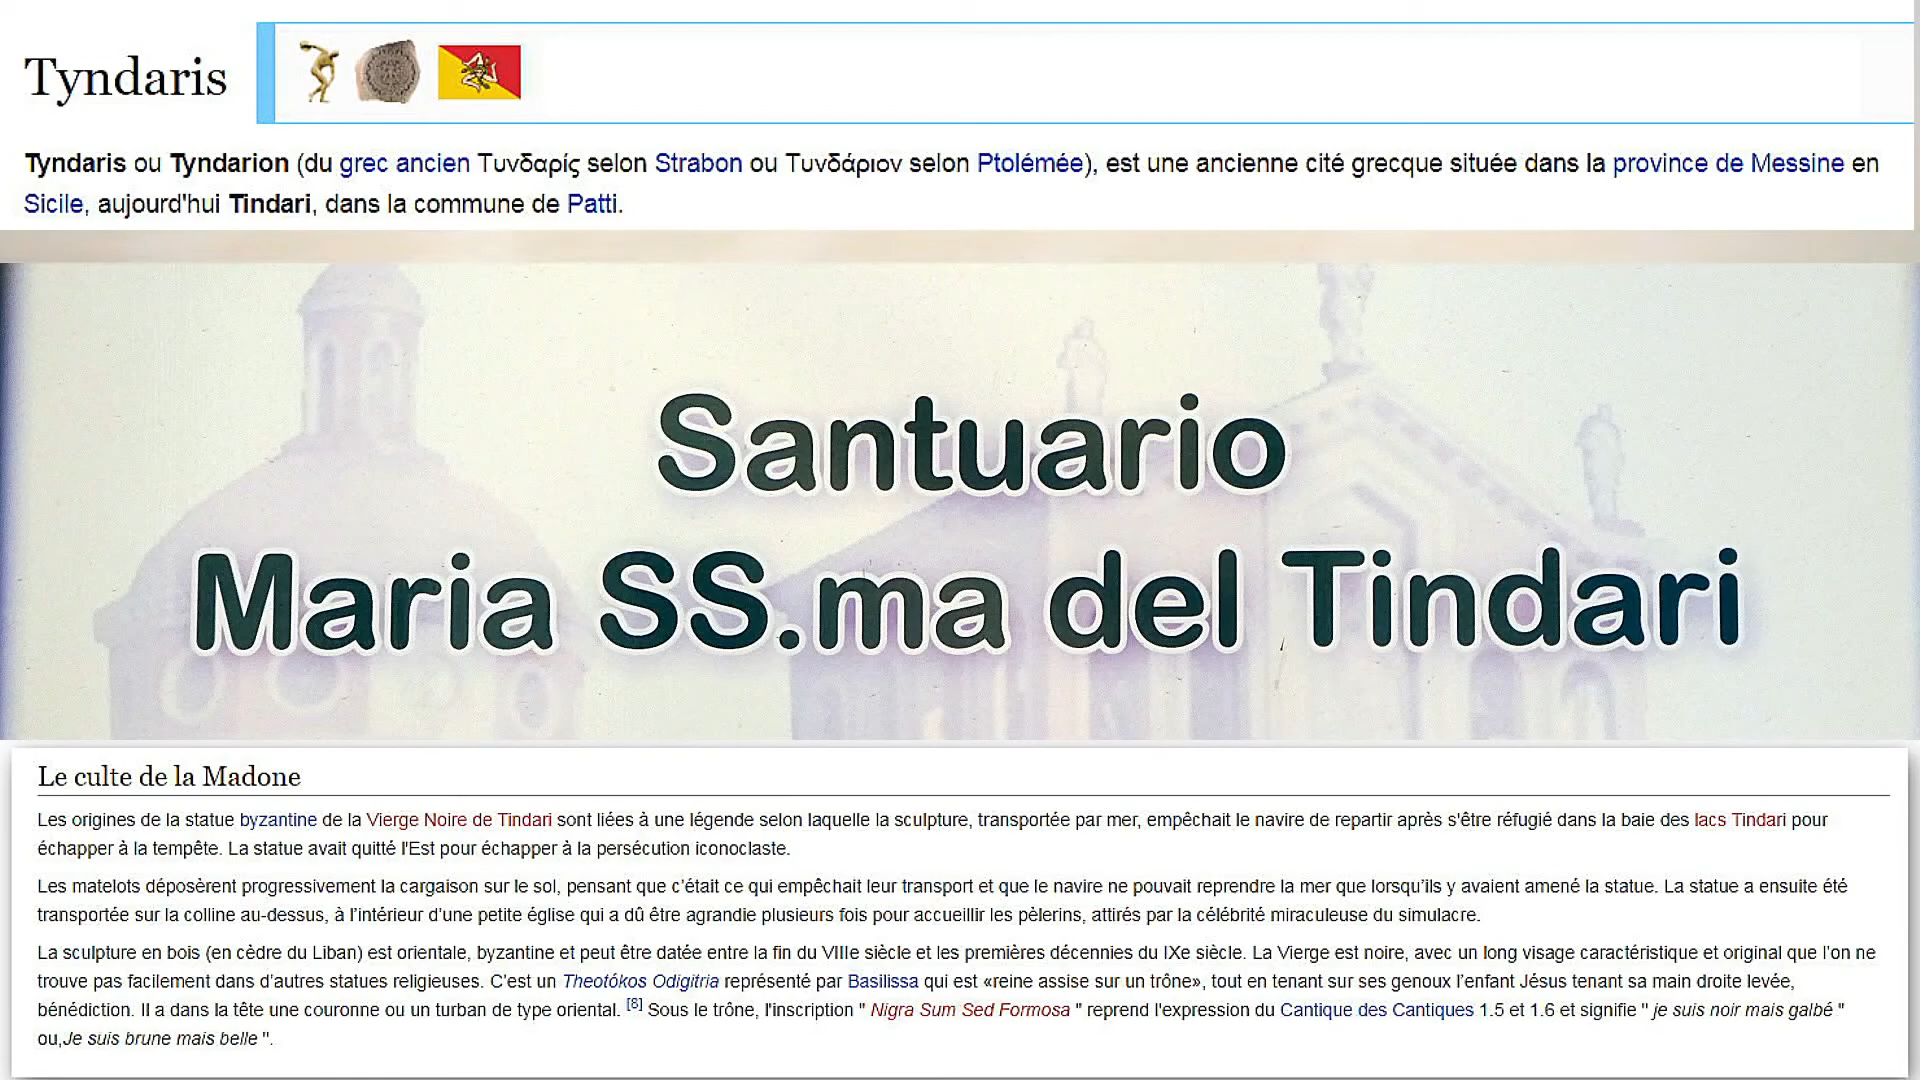 Tyndaris
Tyndaris ou Tyndarion (du grec ancien Τυνδαρίς selon Strabon ou Τυνδάριον selon Ptolémée), est une ancienne cité grecque située dans la province de Messine en
Sicile, aujourd'hui Tindari, dans la commune de Patti.
Santuario
Maria SS.ma del Tindari
Le culte de la Madone
Les origines de la statue byzantine de la Vierge Noire de Tindari sont liées à une légende selon laquelle la sculpture, transportée par mer, empêchait le navire de repartir après s'être réfugié dans la baie des lacs Tindari pour
échapper à la tempête. La statue avait quitté l'Est pour échapper à la persécution iconoclaste.
Les matelots déposèrent progressivement la cargaison sur le sol, pensant que c’était ce qui empêchait leur transport et que le navire ne pouvait reprendre la mer que lorsqu’ils y avaient amené la statue. La statue a ensuite été
transportée sur la colline au-dessus, à l’intérieur d’une petite église qui a dû être agrandie plusieurs fois pour accueillir les pèlerins, attirés par la célébrité miraculeuse du simulacre.
La sculpture en bois (en cèdre du Liban) est orientale, byzantine et peut être datée entre la fin du VIIIe siècle et les premières décennies du IXe siècle. La Vierge est noire, avec un long visage caractéristique et original que l’on ne
trouve pas facilement dans d’autres statues religieuses. C’est un Theotókos Odigitria représenté par Basilissa qui est «reine assise sur un trône», tout en tenant sur ses genoux l’enfant Jésus tenant sa main droite levée,
bénédiction. Il a dans la tête une couronne ou un turban de type oriental. [8] Sous le trône, l'inscription " Nigra Sum Sed Formosa " reprend l'expression du Cantique des Cantiques 1.5 et 1.6 et signifie " je suis noir mais galbé "
ou,Je suis brune mais belle ".